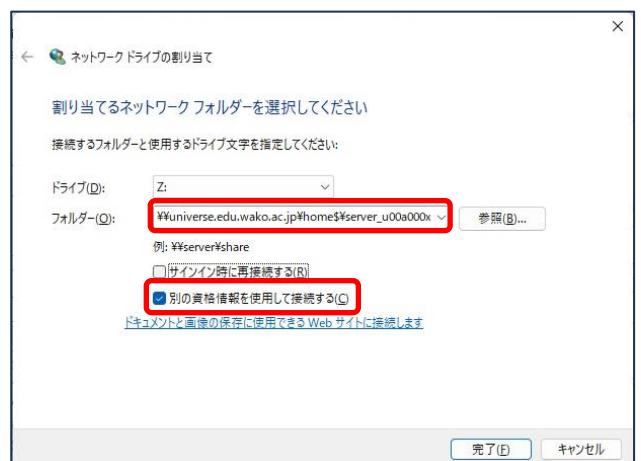 ネットワーク ドライブの割り当て
割り当てるネットワーク フォルダーを選択してください
接続するフォルダーと使用するドライブ文字を指定してください:
ドライブ(D): Z:
フォルダー(O): ¥¥universe.edu.wako.ac.jp¥home$¥server_u00a000x 参照(B)...
例: ¥¥server¥share
サインイン時に再接続する(R)
別の資格情報を使用して接続する(C)
ドキュメントと画像の保存に使用できる Web サイトに接続します
完了(F) キャンセル